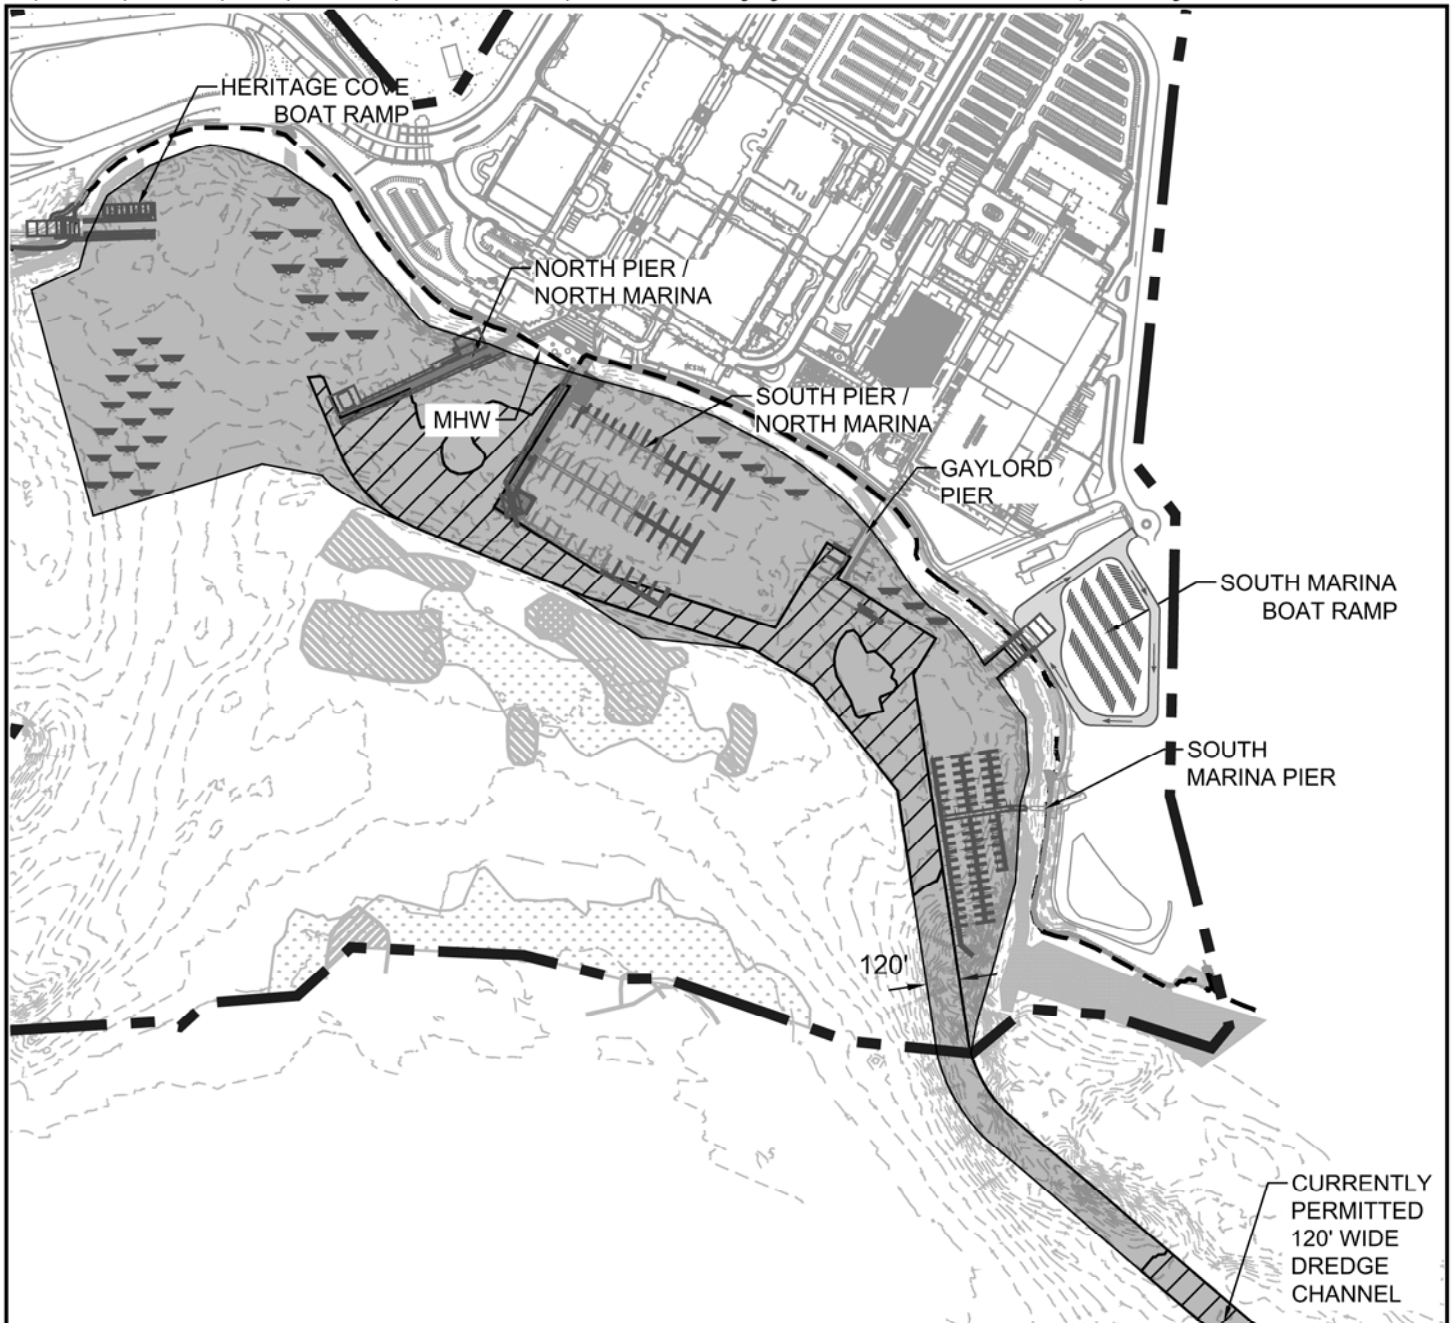 HERITAGE COVE
BOAT RAMP
NORTH PIER /
NORTH MARINA
MHW
SOUTH PIER /
NORTH MARINA
GAYLORD
PIER
SOUTH MARINA
BOAT RAMP
SOUTH
MARINA PIER
120'
CURRENTLY
PERMITTED
120' WIDE
DREDGE
CHANNEL